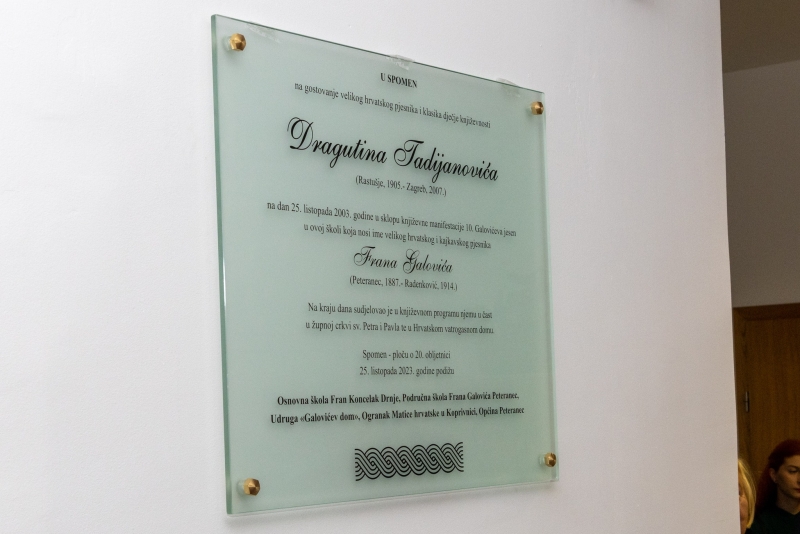 U SPOMEN
na gostovanje velikog hrvatskog pjesnika i klasika dječje književnosti
Dragutina Tadijanovića
(Rastušje, 1905.- Zagreb, 2007.)
na dan 25. listopada 2003. godine u sklopu književne manifestacije 10. Galovićeva jesen
u ovoj školi koja nosi ime velikog hrvatskog i kajkavskog pjesnika
Frana Galovića
(Peteranec, 1887.- Radenković, 1914.)
Na kraju dana sudjelovao je u književnom programu njemu u čast
u župnoj crkvi sv. Petra i Pavla te u Hrvatskom vatrogasnom domu.
Spomen - ploču o 20. obljetnici
25. listopada 2023. godine podižu
Osnovna škola Fran Koncelak Drnje, Područna škola Frana Galovića Peteranec,
Udruga «Galovićev dom», Ogranak Matice hrvatske u Koprivnici, Općina Peteranec